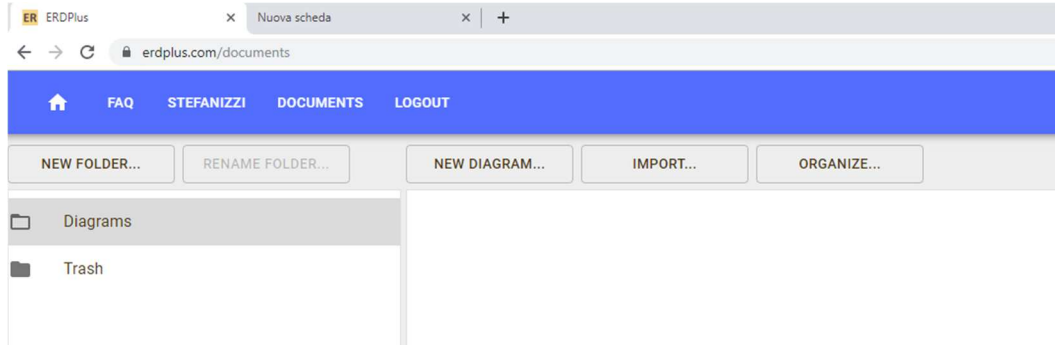 ER ERDPlus Nuova scheda
erdplus.com/documents
FAQ STEFANIZZI DOCUMENTS LOGOUT
NEW FOLDER... RENAME FOLDER... NEW DIAGRAM... IMPORT... ORGANIZE...
Diagrams
Trash